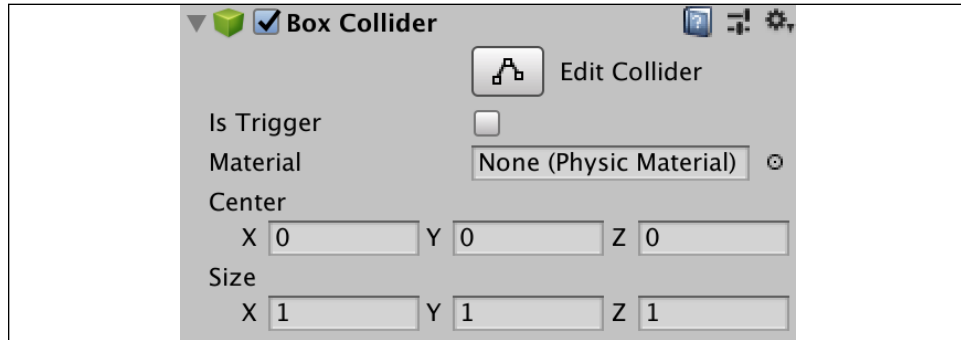 Box Collider
Edit Collider
Is Trigger
Material None (Physic Material)
Center
X 0 Y 0 Z 0
Size
X 1 Y 1 Z 1